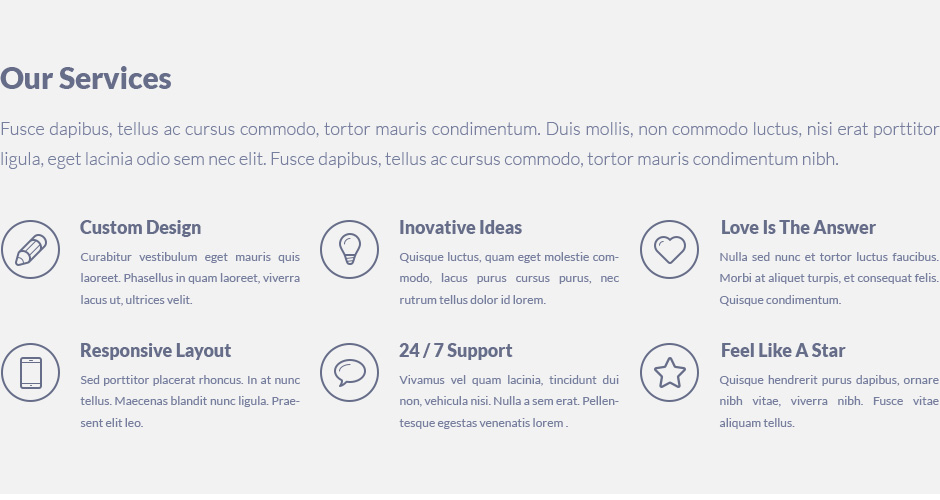 Our Services
Fusce dapibus, tellus ac cursus commodo, tortor mauris condimentum. Duis mollis, non commodo luctus, nisi erat porttitor
ligula, eget lacinia odio sem nec elit. Fusce dapibus, tellus ac cursus commodo, tortor mauris condimentum nibh.
Custom Design
Curabitur vestibulum eget mauris quis
laoreet. Phasellus in quam laoreet, viverra
lacus ut, ultrices velit.
Inovative Ideas
Quisque luctus, quam eget molestie com-
modo, lacus purus cursus purus, nec
rutrum tellus dolor id lorem.
Love Is The Answer
Nulla sed nunc et tortor luctus faucibus.
Morbi at aliquet turpis, et consequat felis.
Quisque condimentum.
Responsive Layout
Sed porttitor placerat rhoncus. In at nunc
tellus. Maecenas blandit nunc ligula. Prae-
sent elit leo.
24 / 7 Support
Vivamus vel quam lacinia, tincidunt dui
non, vehicula nisi. Nulla a sem erat. Pellen-
tesque egestas venenatis lorem .
Feel Like A Star
Quisque hendrerit purus dapibus, ornare
nibh vitae, viverra nibh. Fusce vitae
aliquam tellus.